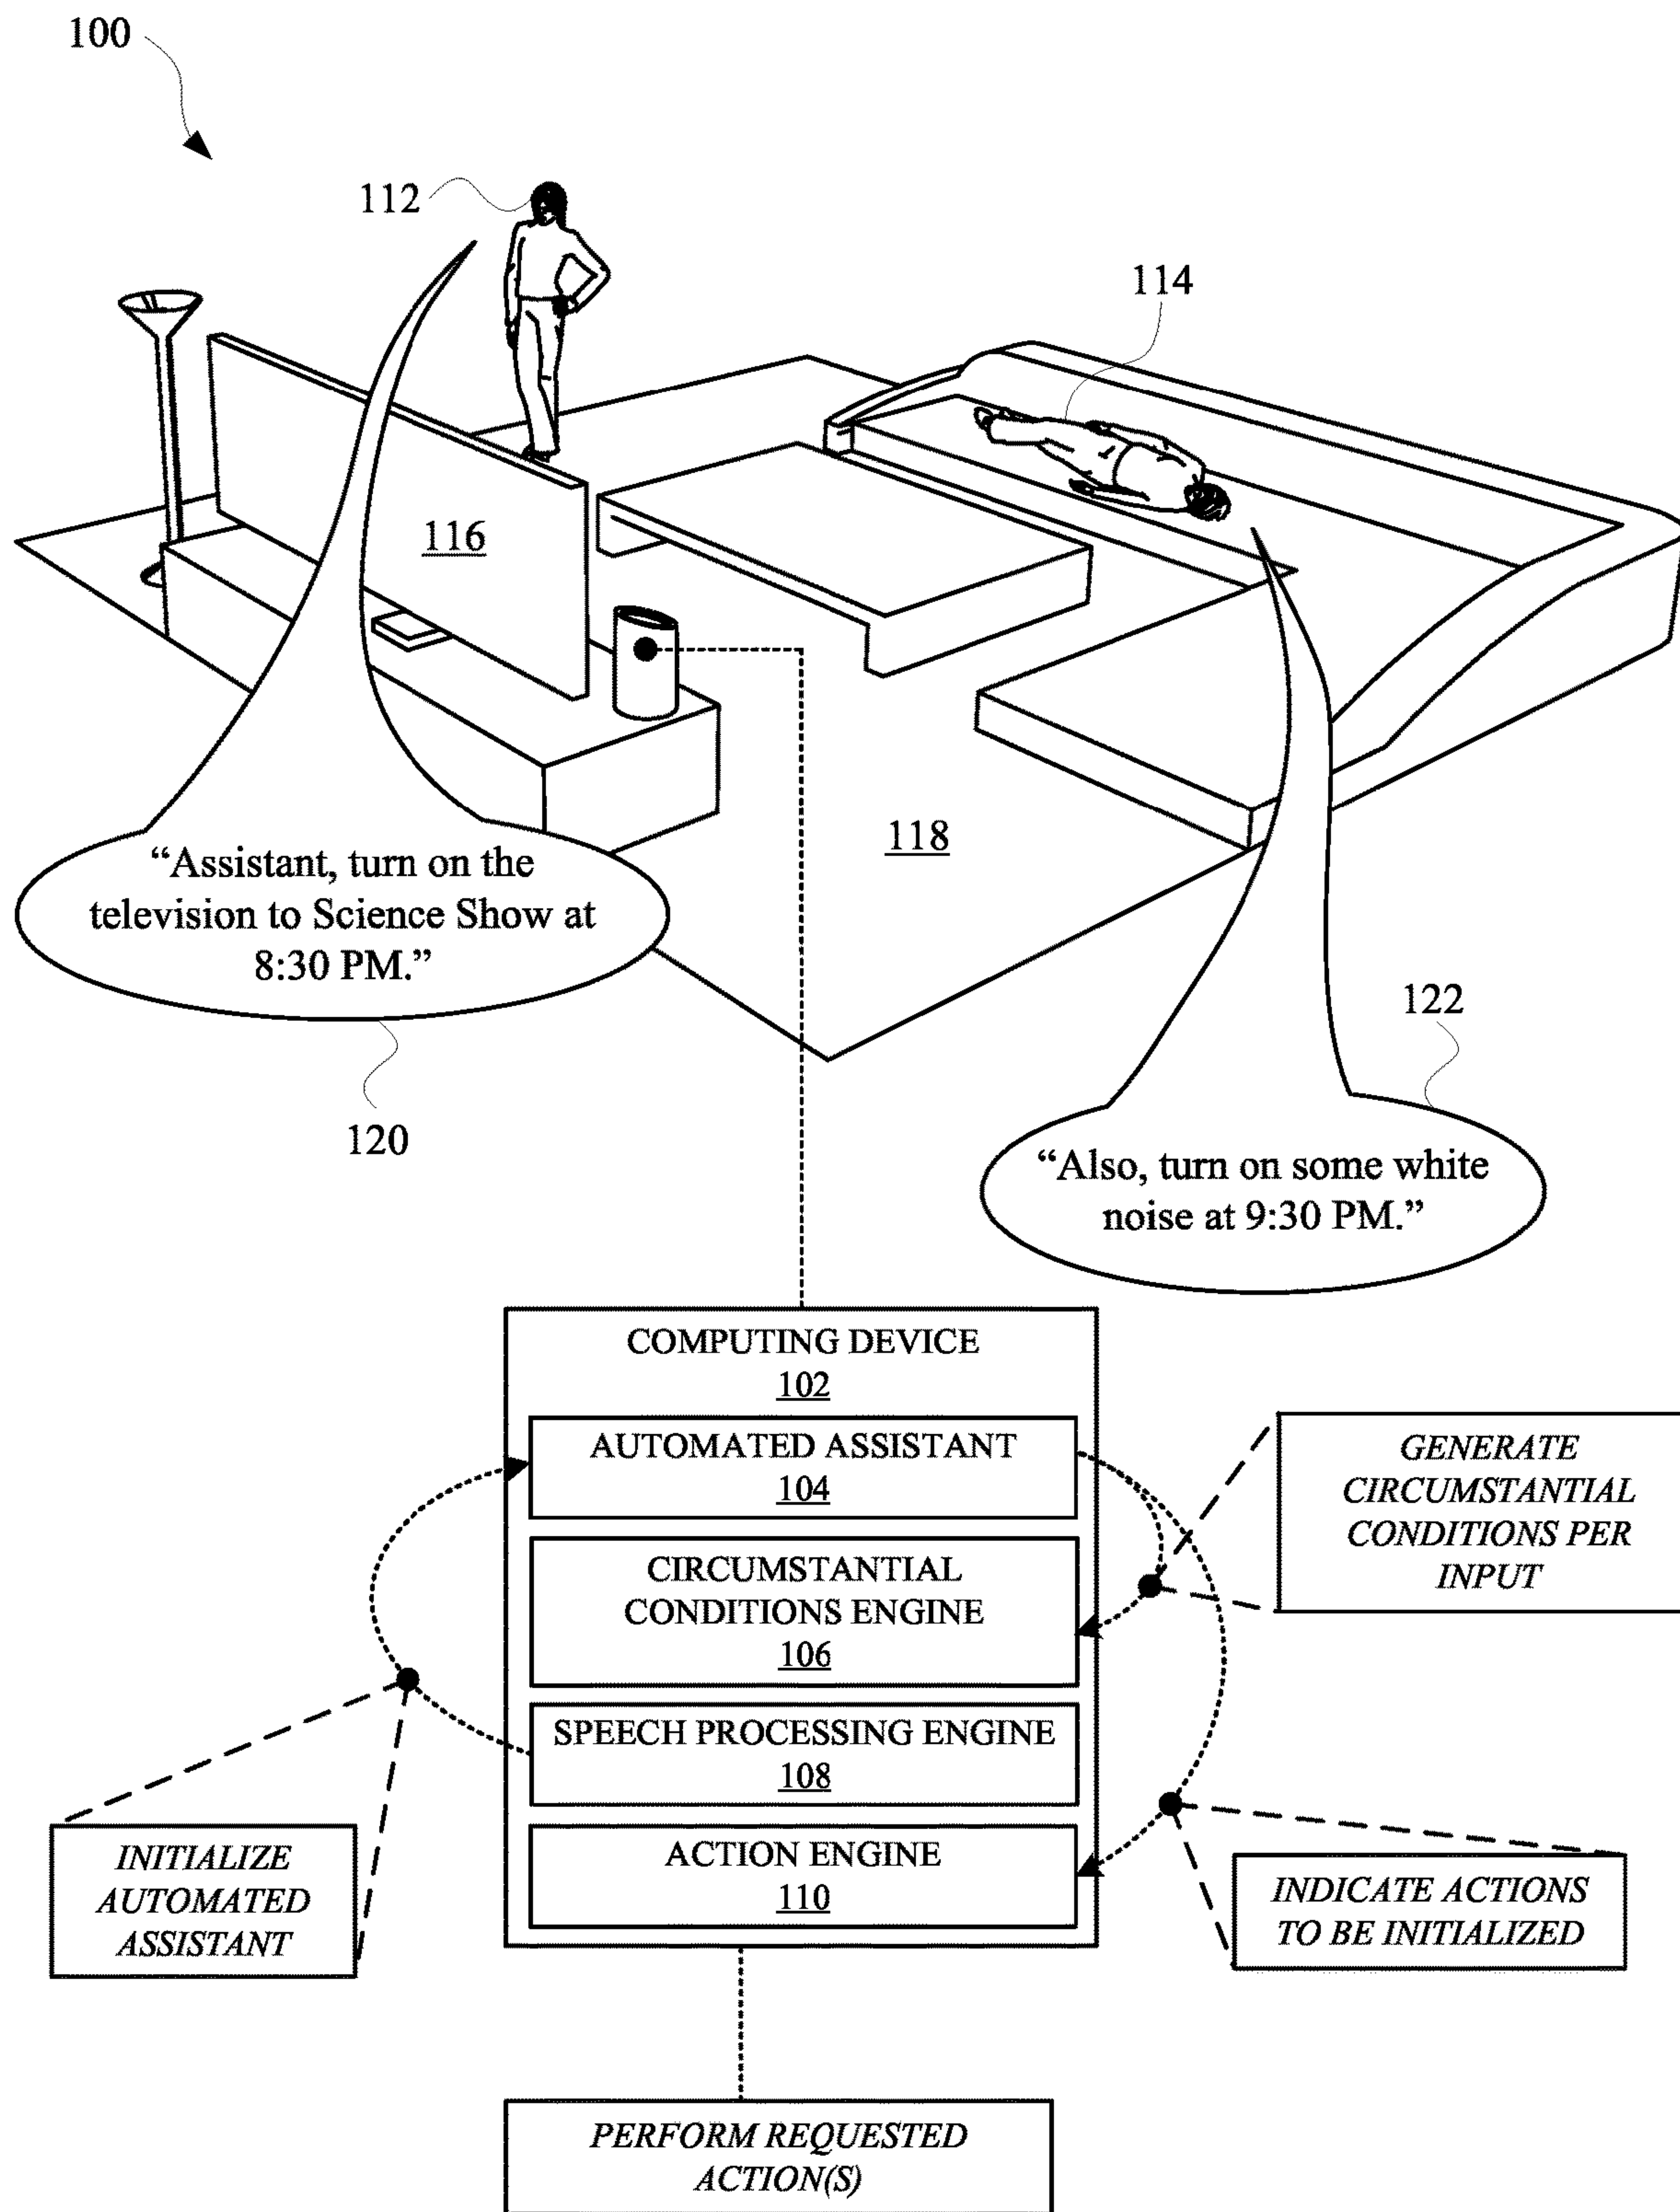 100
112
114
116
118
“Assistant, turn on the
television to Science Show at
8:30 PM.”
120
122
“Also, turn on some white
noise at 9:30 PM.”
COMPUTING DEVICE
102
AUTOMATED ASSISTANT
104
CIRCUMSTANTIAL
CONDITIONS ENGINE
106
SPEECH PROCESSING ENGINE
108
ACTION ENGINE
110
GENERATE
CIRCUMSTANTIAL
CONDITIONS PER
INPUT
INITIALIZE
AUTOMATED
ASSISTANT
INDICATE ACTIONS
TO BE INITIALIZED
PERFORM REQUESTED
ACTION(S)